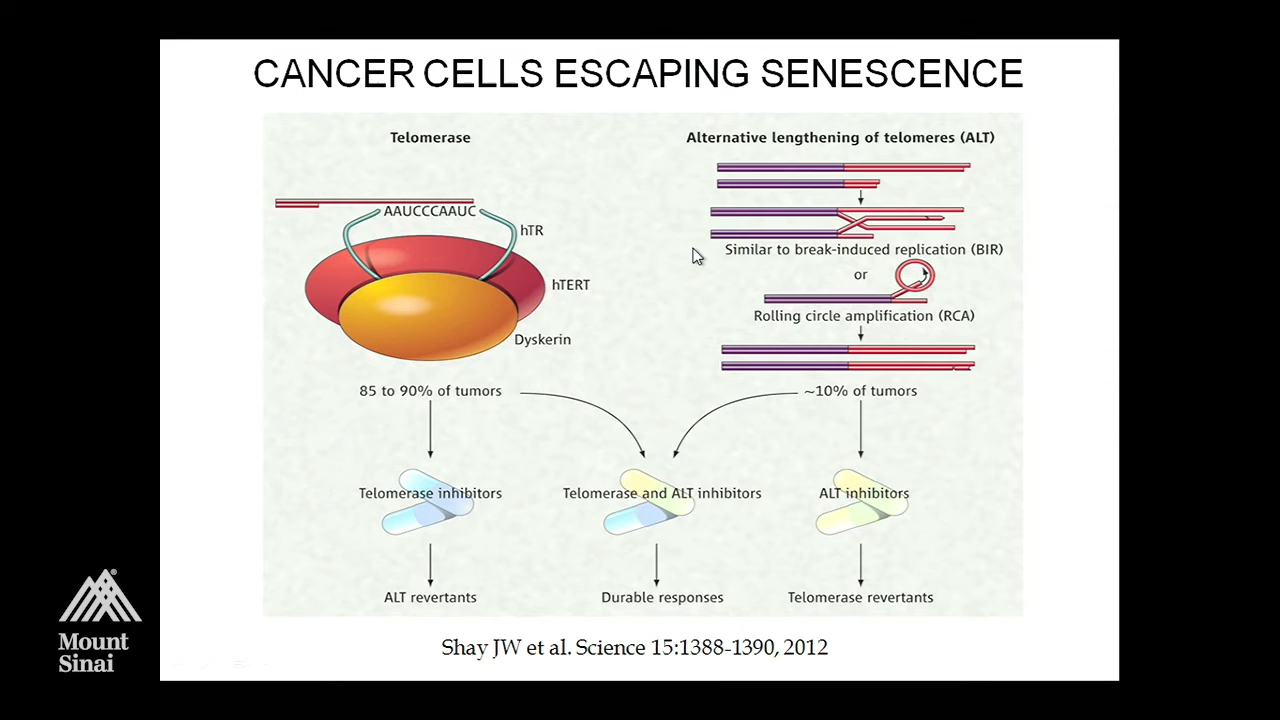 CANCER CELLS ESCAPING SENESCENCE
Telomerase
AAUCCCAAUC
hTR
hTERT
Dyskerin
85 to 90% of tumors
Alternative lengthening of telomeres (ALT)
Similar to break-induced replication (BIR)
or
Rolling circle amplification (RCA)
~10% of tumors
Telomerase inhibitors
Telomerase and ALT inhibitors
ALT inhibitors
ALT revertants
Durable responses
Telomerase revertants
Shay JW et al. Science 15:1388-1390, 2012
Mount
Sinai